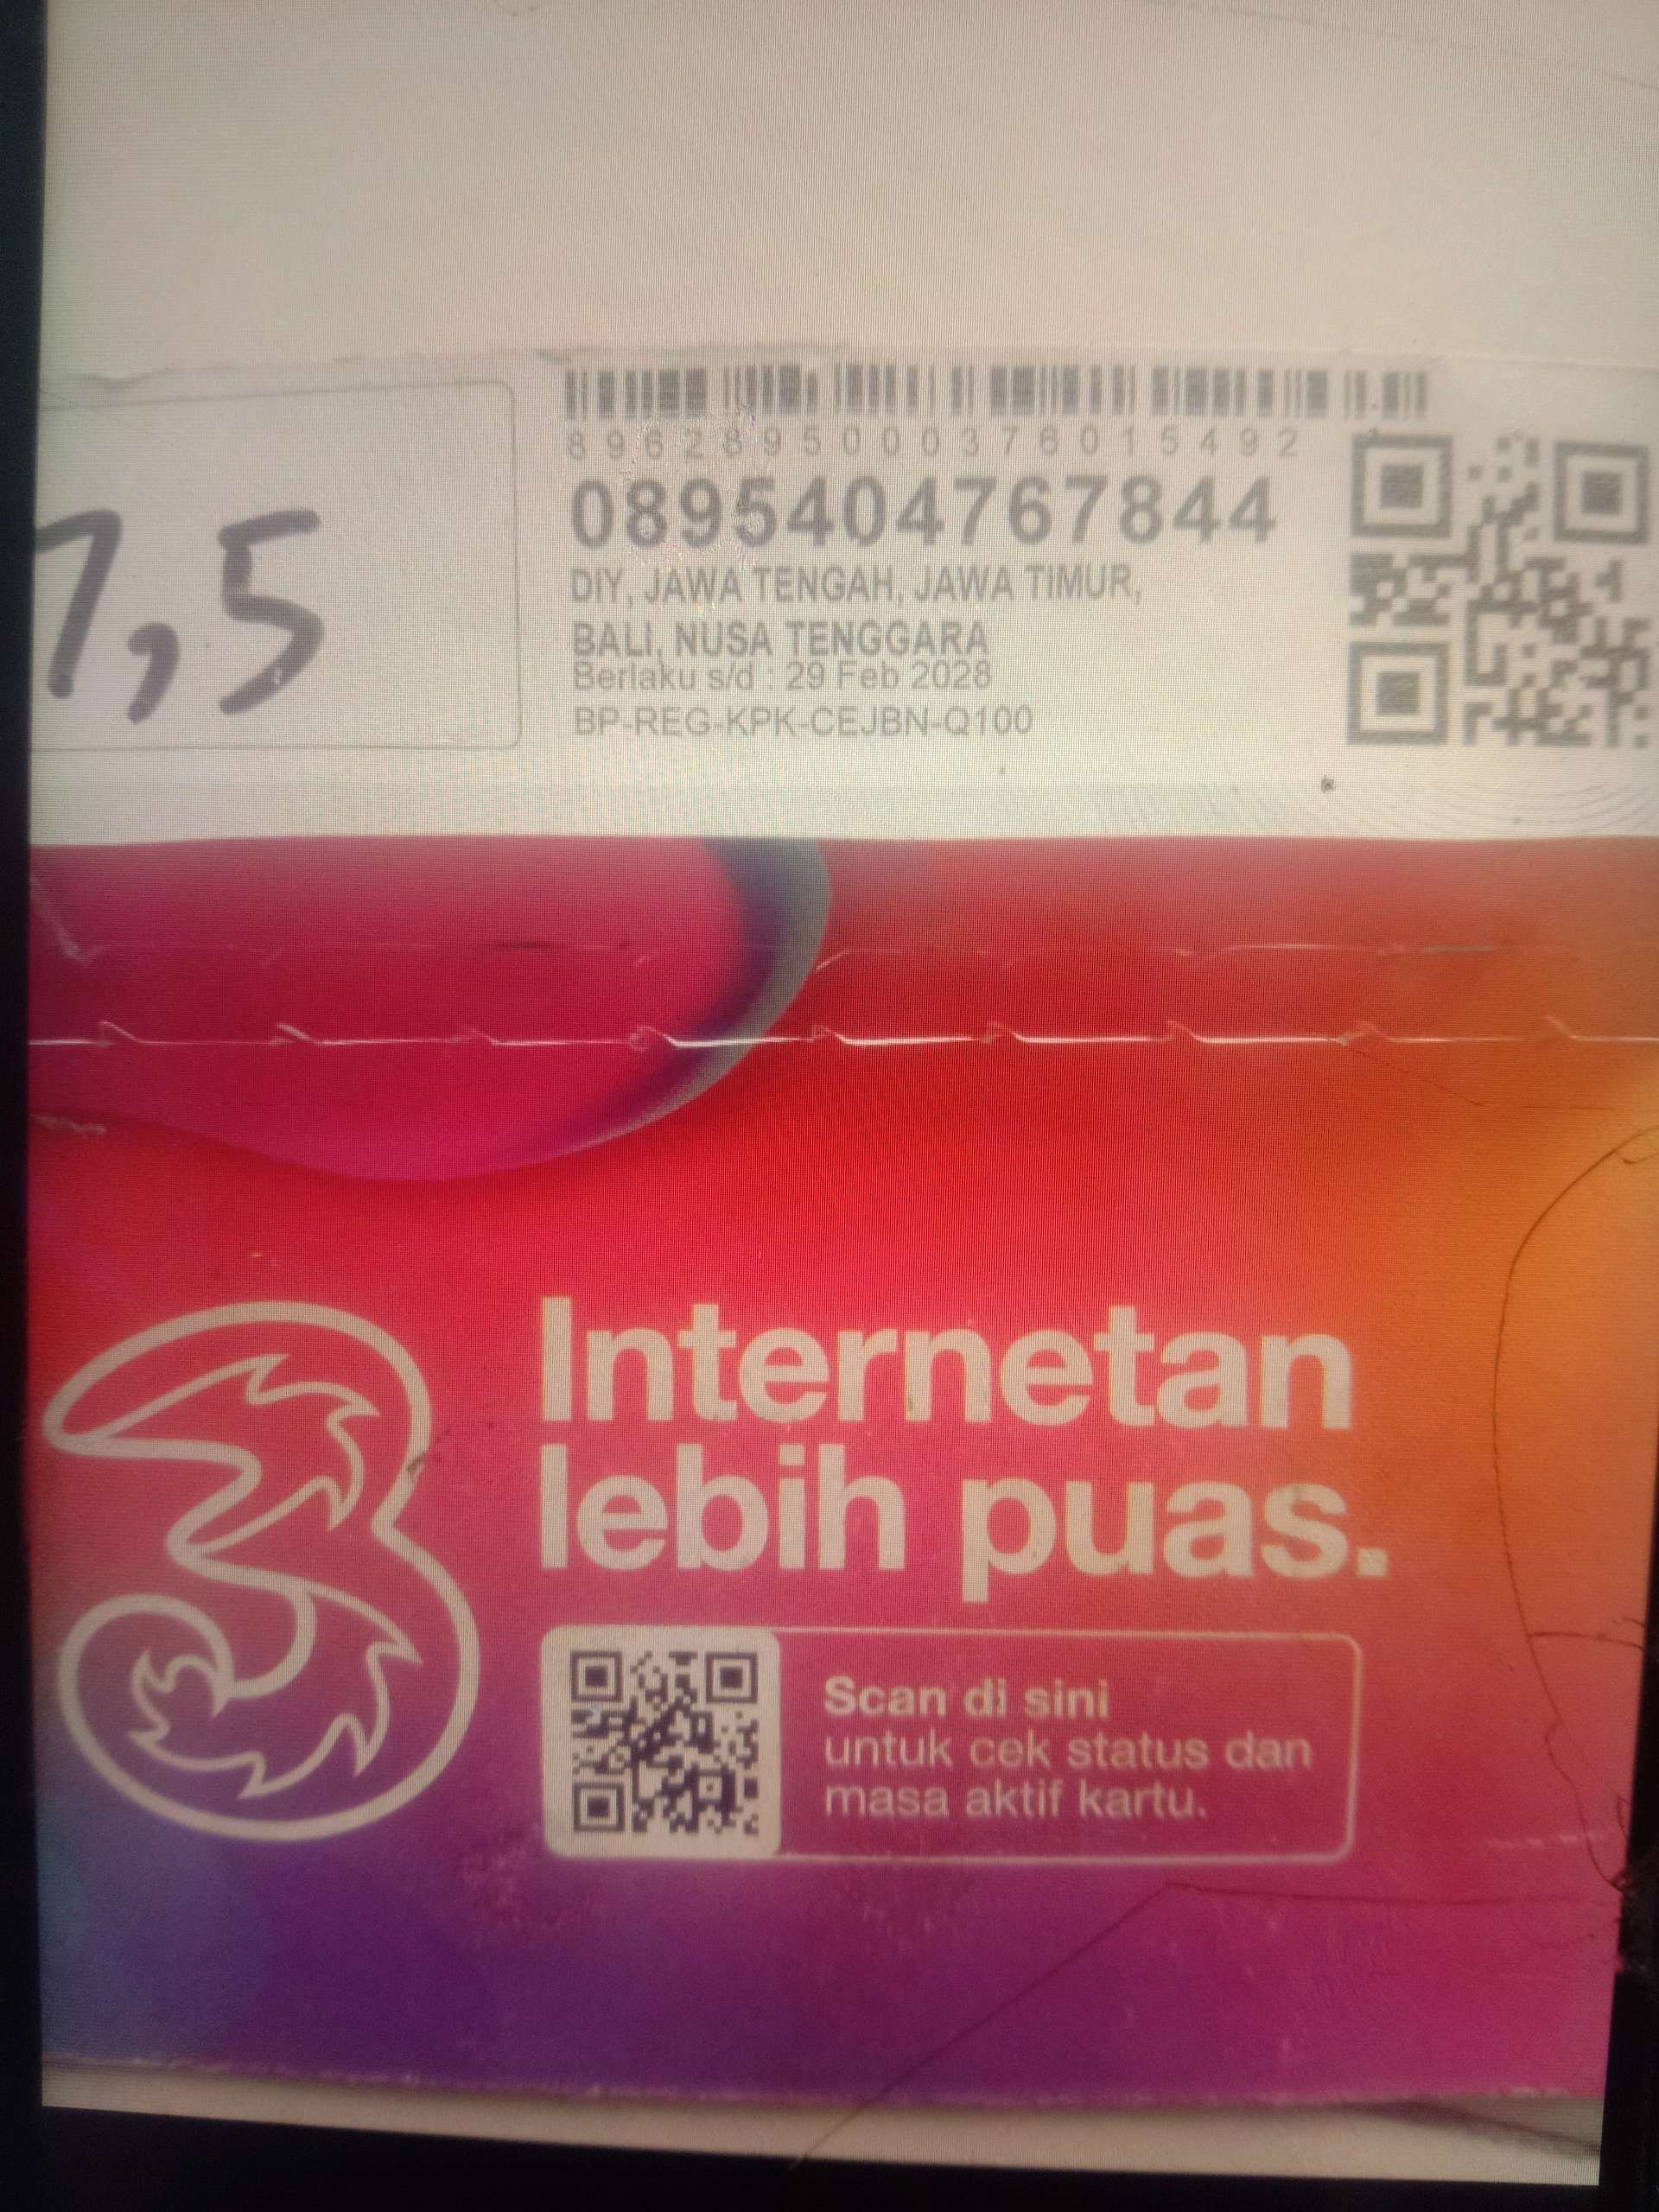 7,5
8962895000376015492
0895404767844
DIY, JAWA TENGAH, JAWA TIMUR,
BALI, NUSA TENGGARA
Berlaku s/d : 29 Feb 2028
BP-REG-KPK-CEJBN-Q100
3
Internetan
lebih puas.
Scan di sini
untuk cek status dan
masa aktif kartu.